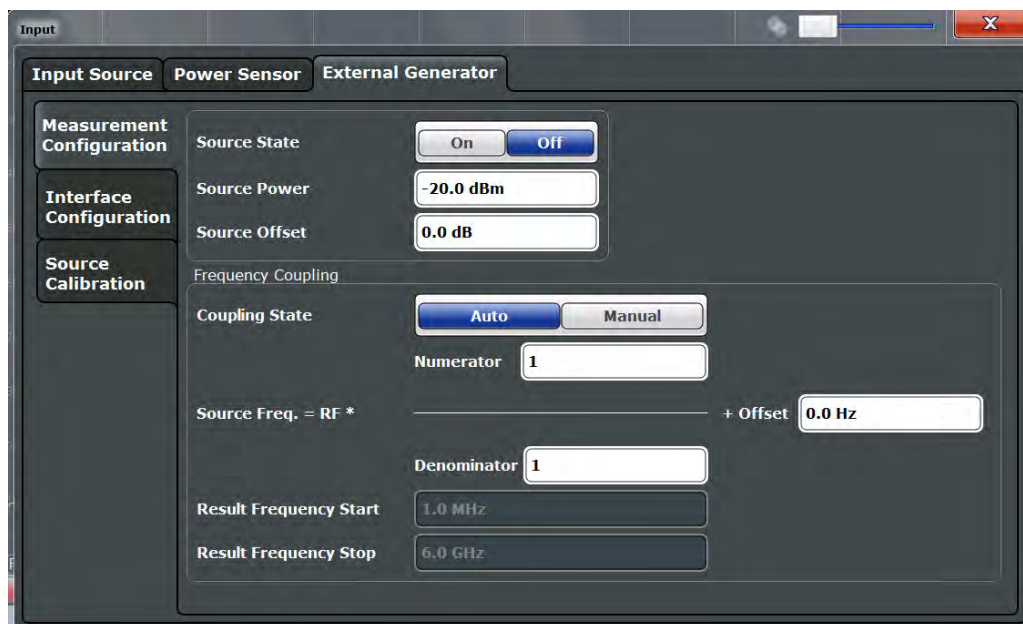 Input
X
Input Source Power Sensor External Generator
Measurement
Configuration
Interface
Configuration
Source
Calibration
Source State On Off
Source Power -20.0 dBm
Source Offset 0.0 dB
Frequency Coupling
Coupling State Auto Manual
Numerator 1
Source Freq. = RF * + Offset 0.0 Hz
Denominator 1
Result Frequency Start 1.0 MHz
Result Frequency Stop 6.0 GHz